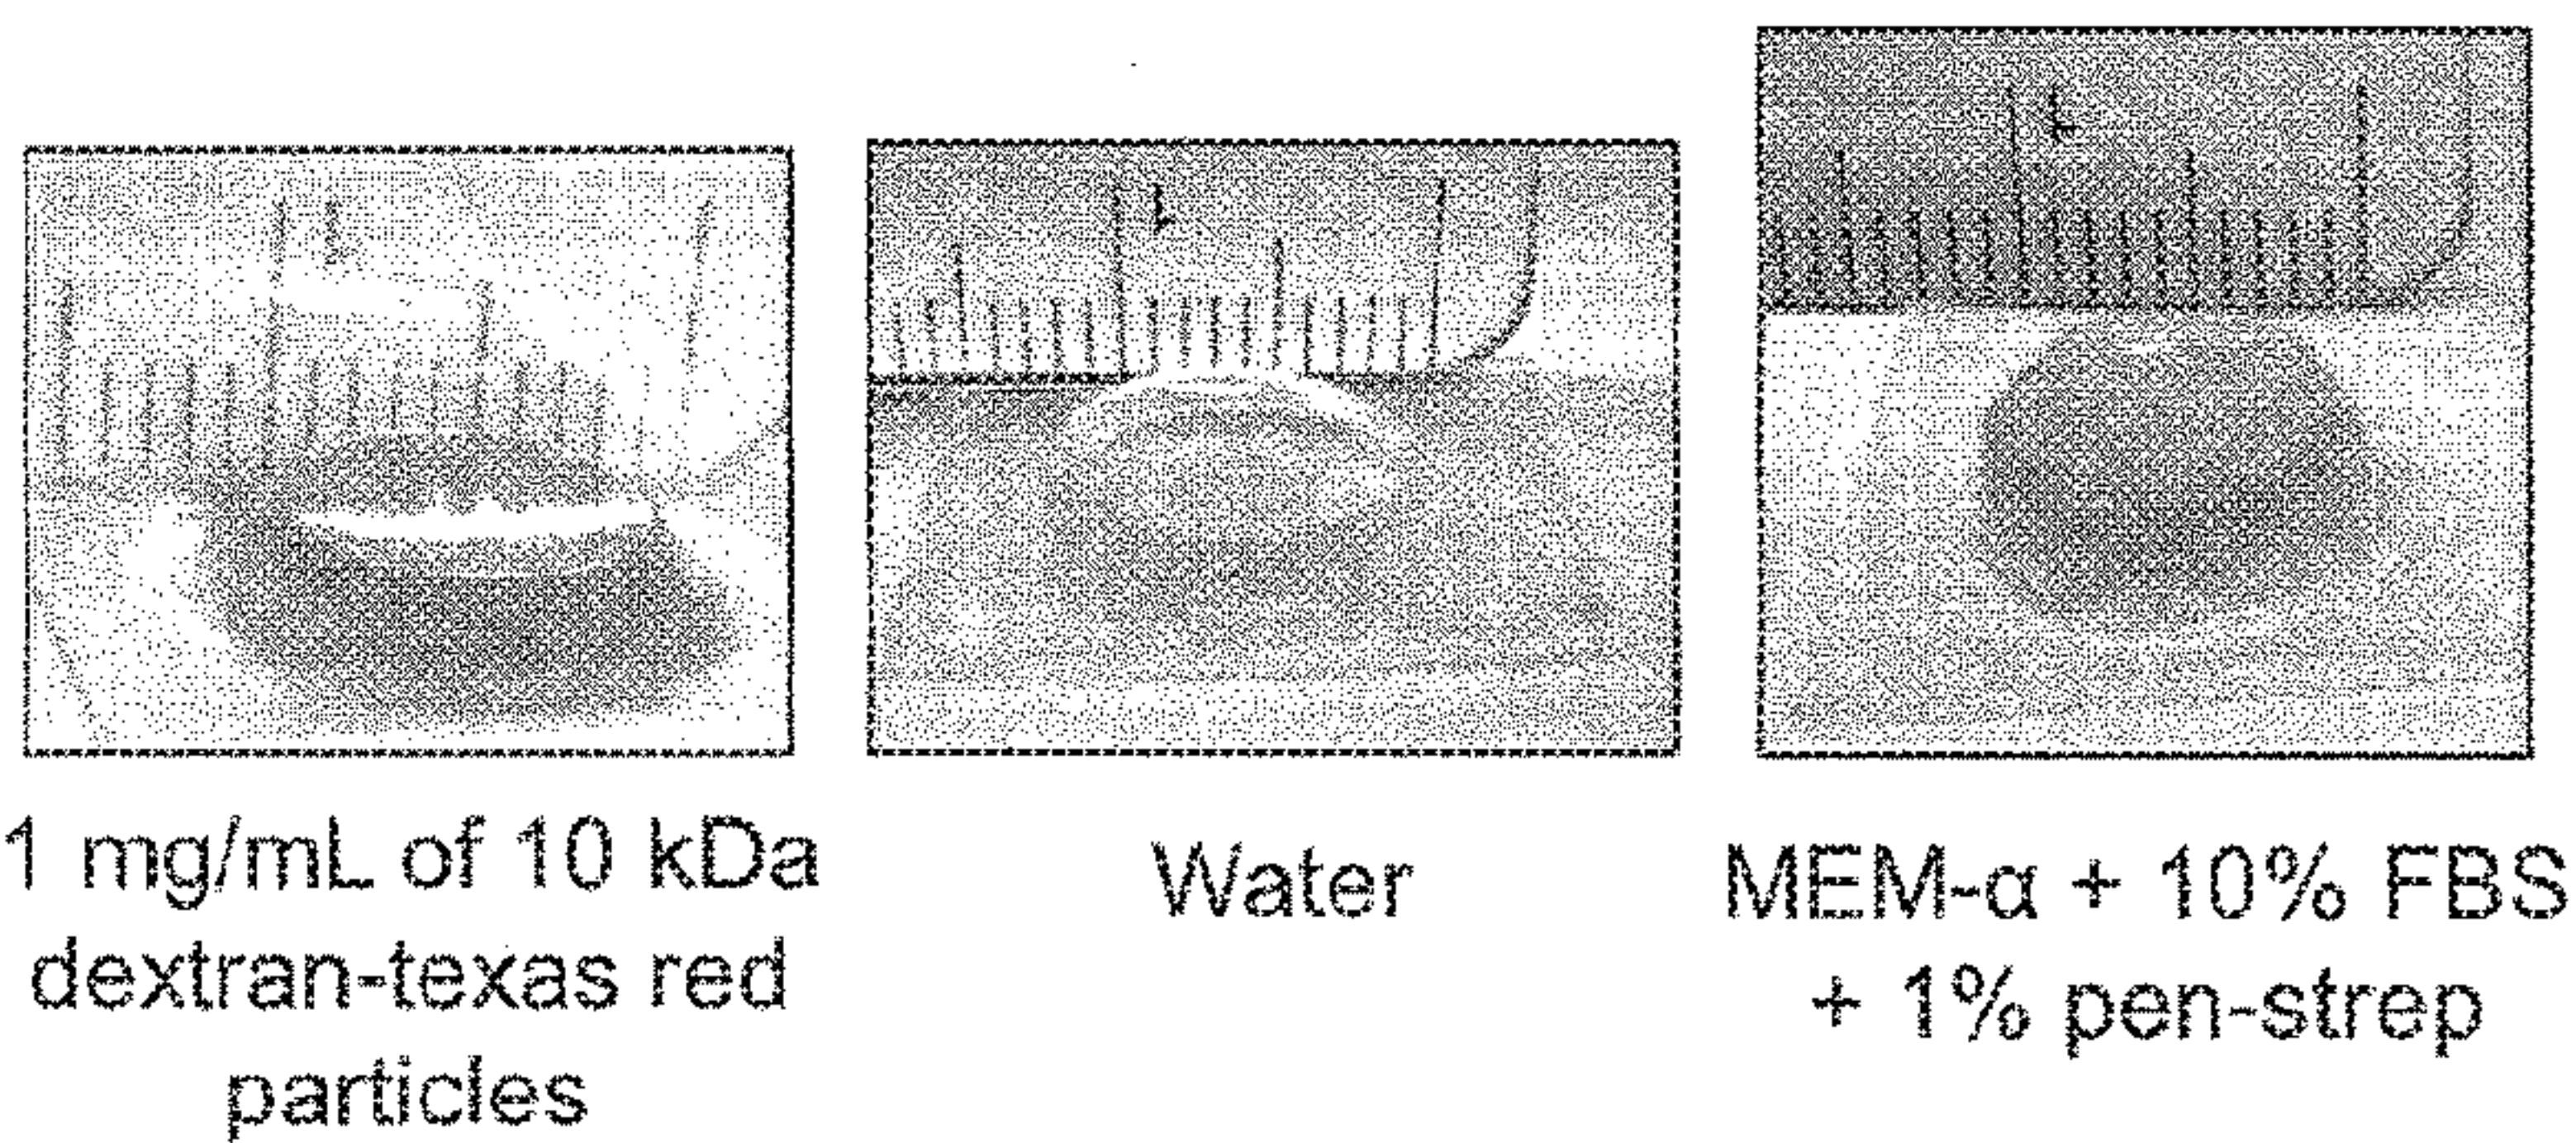 1 mg/mL of 10 kDa
dextran-texas red
particles
Water
MEM-α + 10% FBS
+ 1% pen-strep